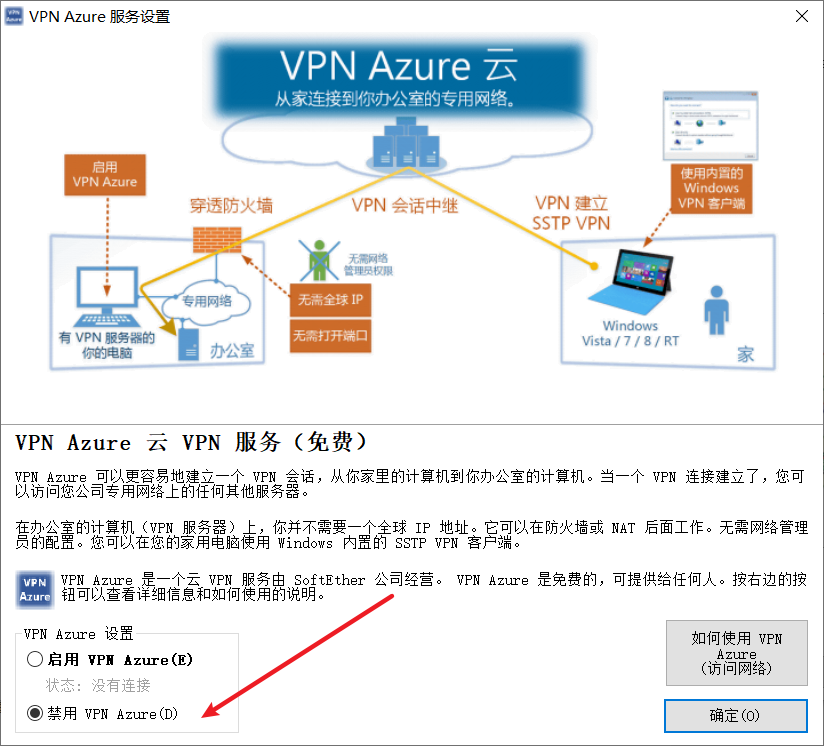 VPN Azure 服务设置
VPN Azure 云
从家连接到你办公室的专用网络。
启用
VPN Azure
穿透防火墙
VPN 会话中继
VPN 建立
SSTP VPN
使用内置的
Windows
VPN 客户端
无需网络
管理员权限
专用网络
无需全球 IP
无需打开端口
有 VPN 服务器的
你的电脑
办公室
Windows
Vista / 7 / 8 / RT
家
VPN Azure 云 VPN 服务（免费）
VPN Azure 可以更容易地建立一个 VPN 会话，从你家里的计算机到你办公室的计算机。当一个 VPN 连接建立了，您可
以访问您公司专用网络上的任何其他服务器。
在办公室的计算机（VPN 服务器）上，你并不需要一个全球 IP 地址。它可以在防火墙或 NAT 后面工作。无需网络管理
员的配置。您可以在您的家用电脑使用 Windows 内置的 SSTP VPN 客户端。
VPN
Azure
VPN Azure 是一个云 VPN 服务由 SoftEther 公司经营。 VPN Azure 是免费的，可提供给任何人。按右边的按
钮可以查看详细信息和如何使用的说明。
VPN Azure 设置
启用 VPN Azure(E)
状态: 没有连接
禁用 VPN Azure(D)
如何使用 VPN
Azure
(访问网络)
确定(O)